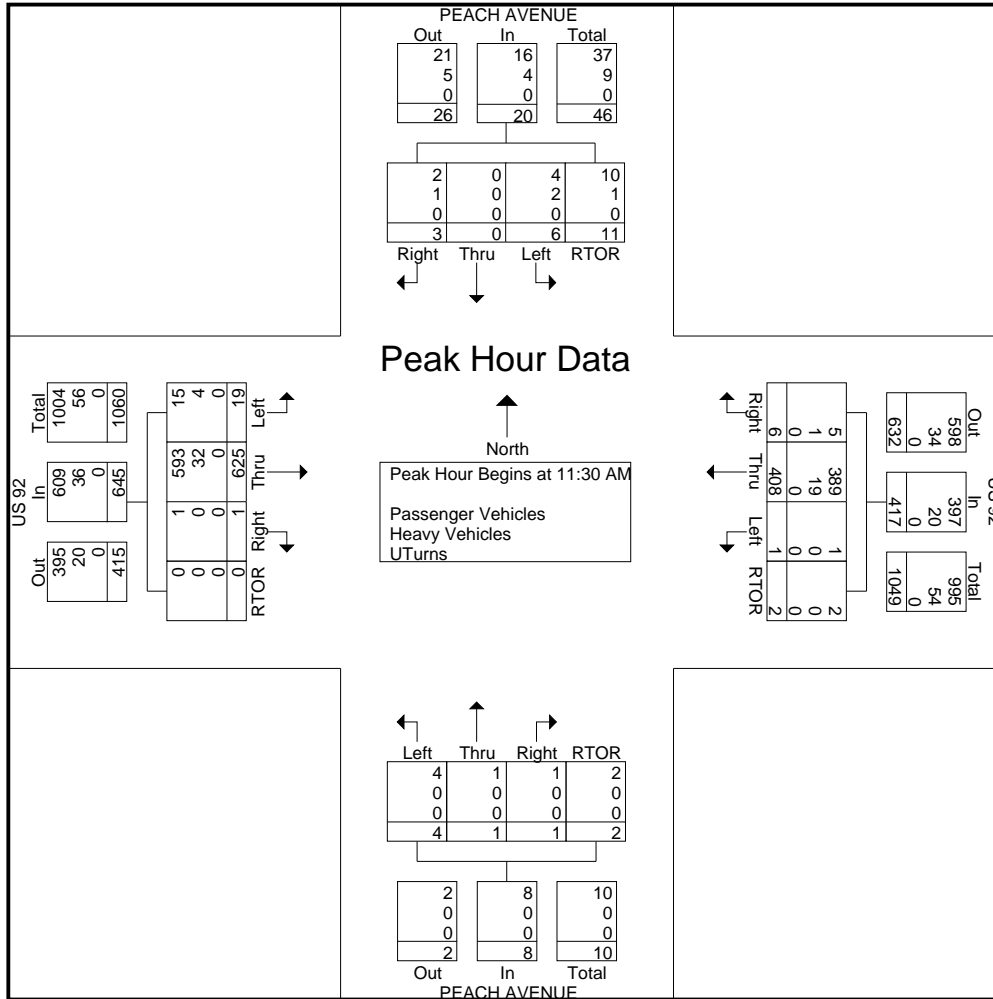 PEACH AVENUE
Out In Total
21 16 37
5 4 9
0 0 0
26 20 46
2 0 4 10
1 0 2 1
0 0 0 0
3 0 6 11
Right Thru Left RTOR
Peak Hour Data
North
Peak Hour Begins at 11:30 AM
Passenger Vehicles
Heavy Vehicles
UTurns
US 92
Total In Out
1004 609 395
56 36 20
0 0 0
1060 645 415
15 593 1 0
4 32 0 0
0 0 0 0
19 625 1 0
Left Thru Right RTOR
Right Thru Left RTOR
6 408 1 2
0 0 0 0
1 19 0 0
5 389 1 2
632 417 1049
0 0 0
34 20 54
598 397 995
Out In Total
US 92
Left Thru Right RTOR
4 1 1 2
0 0 0 0
0 0 0 0
4 1 1 2
2 8 10
0 0 0
0 0 0
2 8 10
Out In Total
PEACH AVENUE